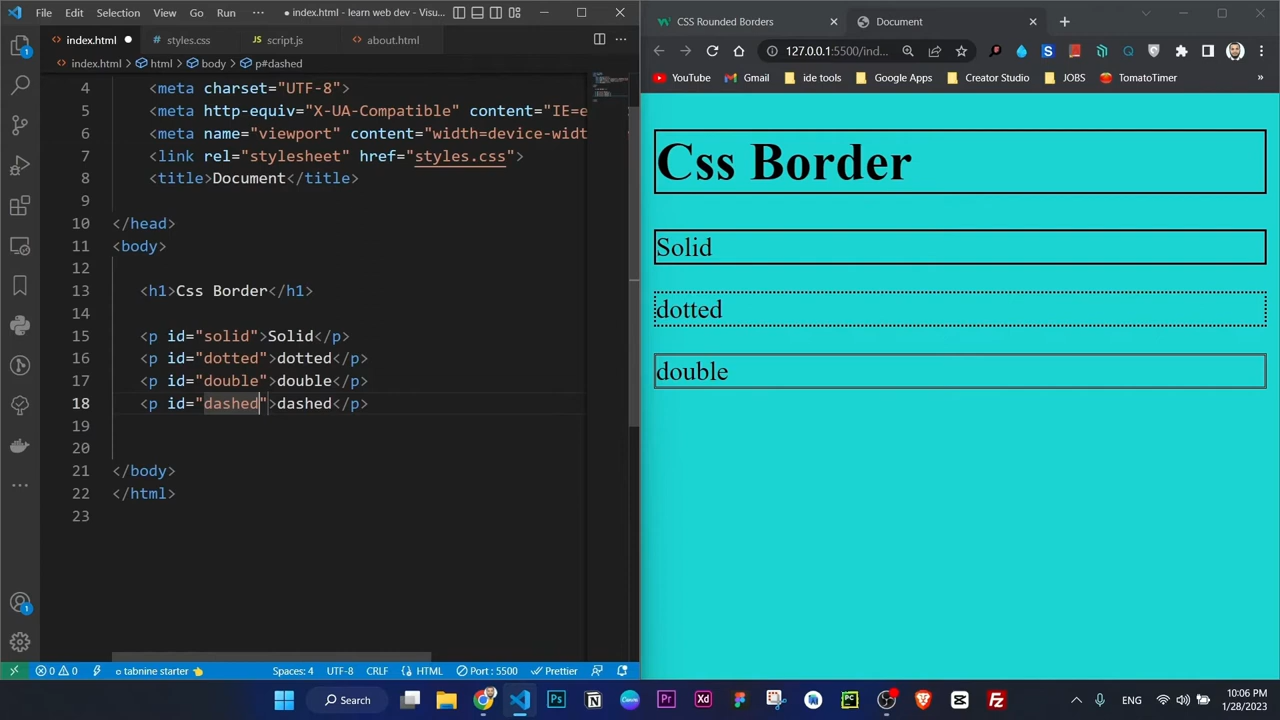 File Edit Selection View Go Run ··· ● index.html - learn web dev - Visu...
index.html ● styles.css script.js about.html
index.html > html > body > p#dashed
4 <meta charset="UTF-8">
5 <meta http-equiv="X-UA-Compatible" content="IE=e
6 <meta name="viewport" content="width=device-widt
7 <link rel="stylesheet" href="styles.css">
8 <title>Document</title>
9
10 </head>
11 <body>
12
13 <h1>Css Border</h1>
14
15 <p id="solid">Solid</p>
16 <p id="dotted">dotted</p>
17 <p id="double">double</p>
18 <p id="dashed">dashed</p>
19
20
21 </body>
22 </html>
23
0 0 tabnine starter Spaces: 4 UTF-8 CRLF HTML Port : 5500 Prettier
CSS Rounded Borders Document
127.0.0.1:5500/ind...
YouTube Gmail ide tools Google Apps Creator Studio JOBS TomatoTimer »
Css Border
Solid
dotted
double
1
1
Search Ps Xd Pr PC Fz ENG 10:06 PM
1/28/2023